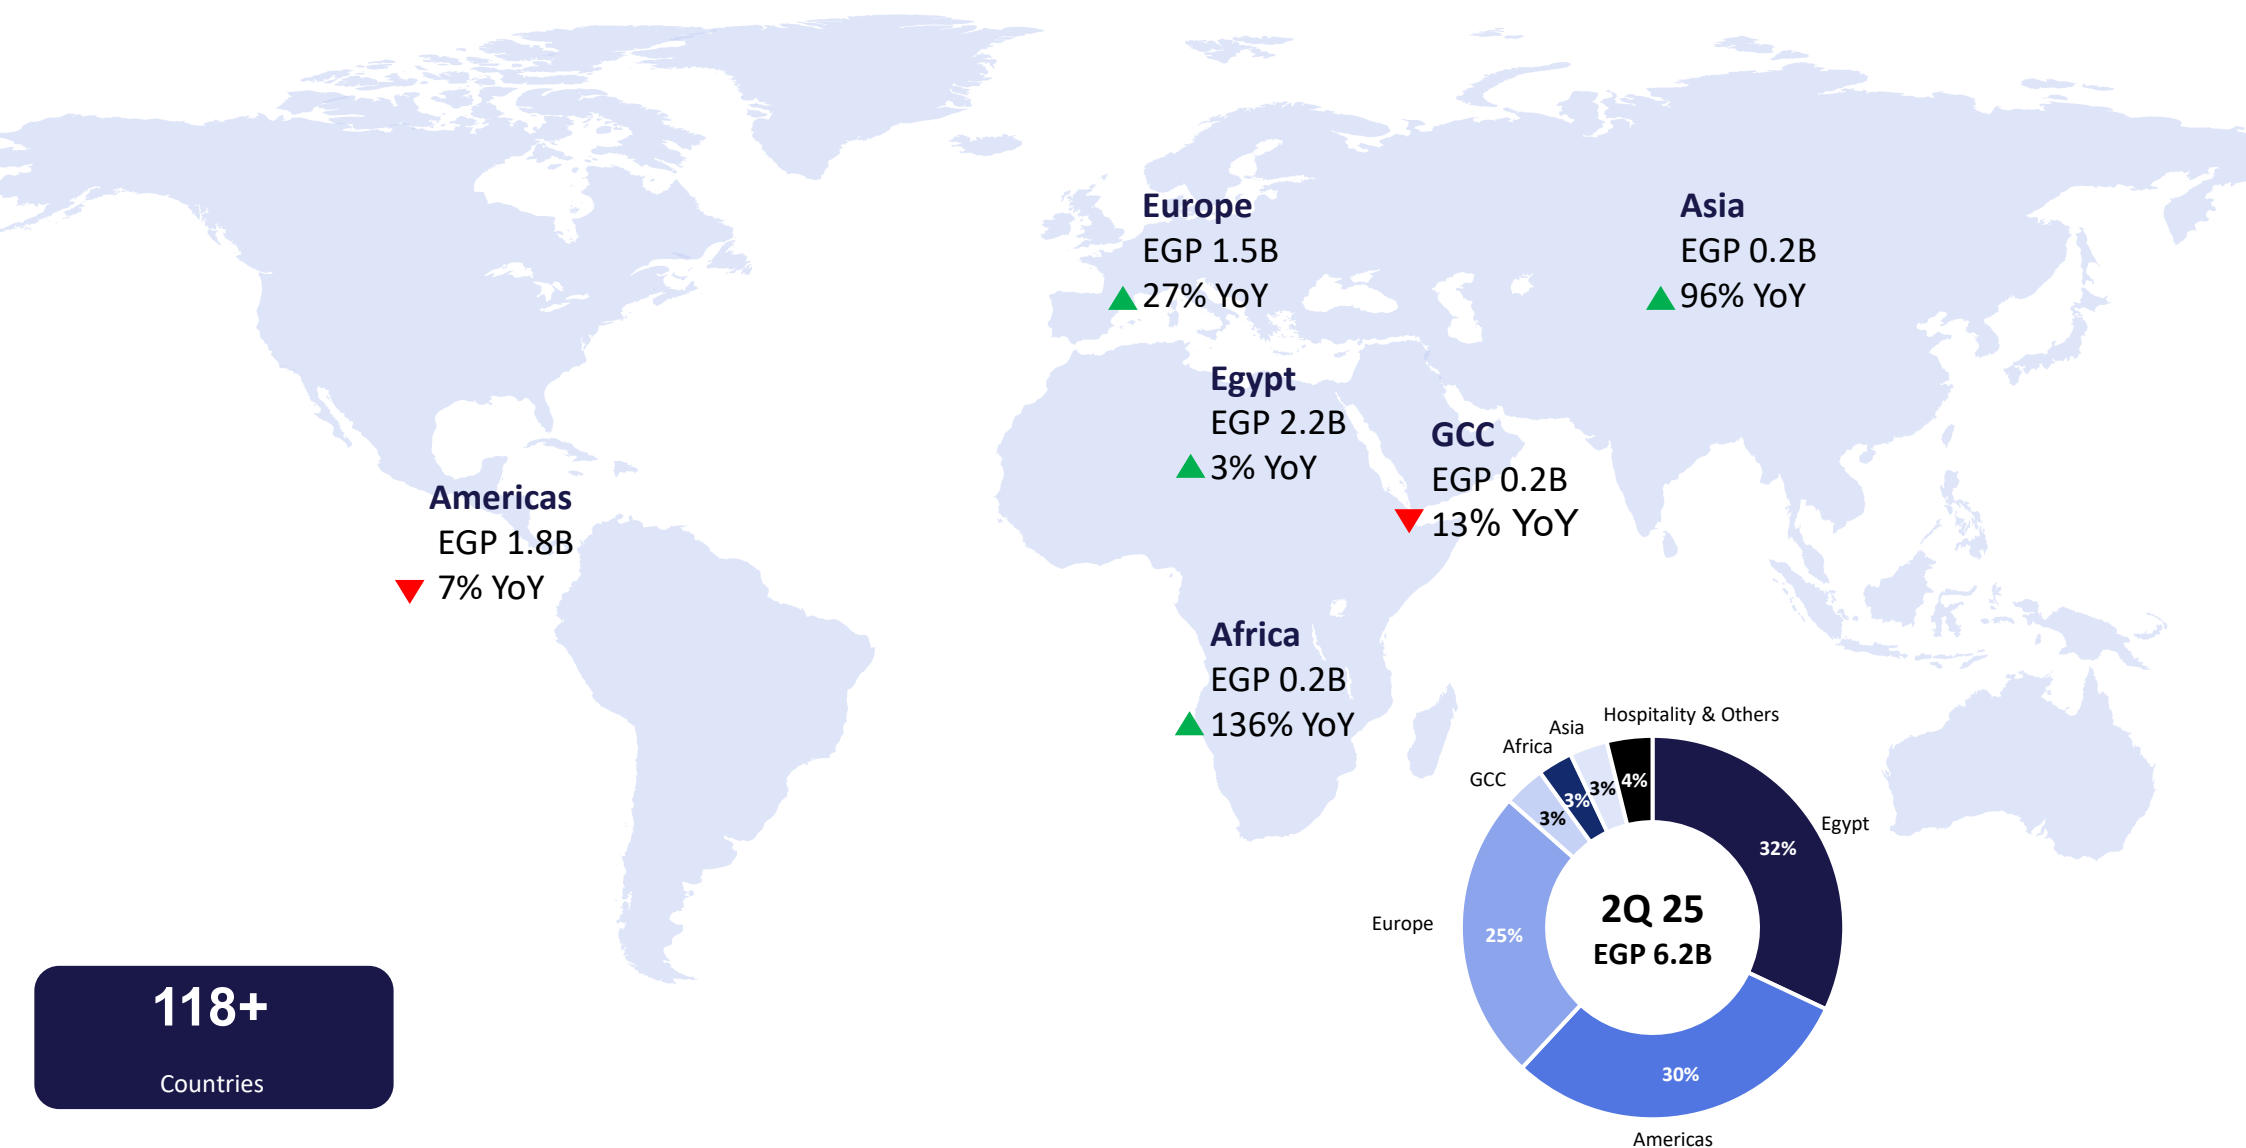 Europe
EGP 1.5B
27% YoY
Asia
EGP 0.2B
96% YoY
Egypt
EGP 2.2B
3% YoY
GCC
EGP 0.2B
13% YoY
Americas
EGP 1.8B
7% YoY
Africa
EGP 0.2B
136% YoY
Hospitality & Others
Asia
Africa
GCC
4%
3%
3%
3%
Egypt
32%
2Q 25
EGP 6.2B
Europe
25%
30%
Americas
118+
Countries